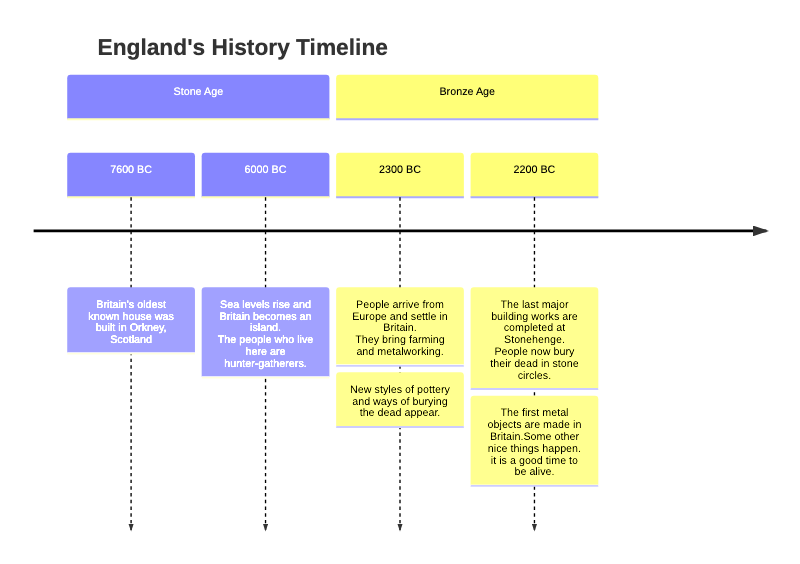 England's History Timeline
Stone Age
Bronze Age
7600 BC
6000 BC
2300 BC
2200 BC
Britain's oldest
known house was
built in Orkney,
Scotland
Sea levels rise and
Britain becomes an
island.
The people who live
here are
hunter-gatherers.
People arrive from
Europe and settle in
Britain.
They bring farming
and metalworking.
New styles of pottery
and ways of burying
the dead appear.
The last major
building works are
completed at
Stonehenge.
People now bury
their dead in stone
circles.
The first metal
objects are made in
Britain.Some other
nice things happen.
it is a good time to
be alive.